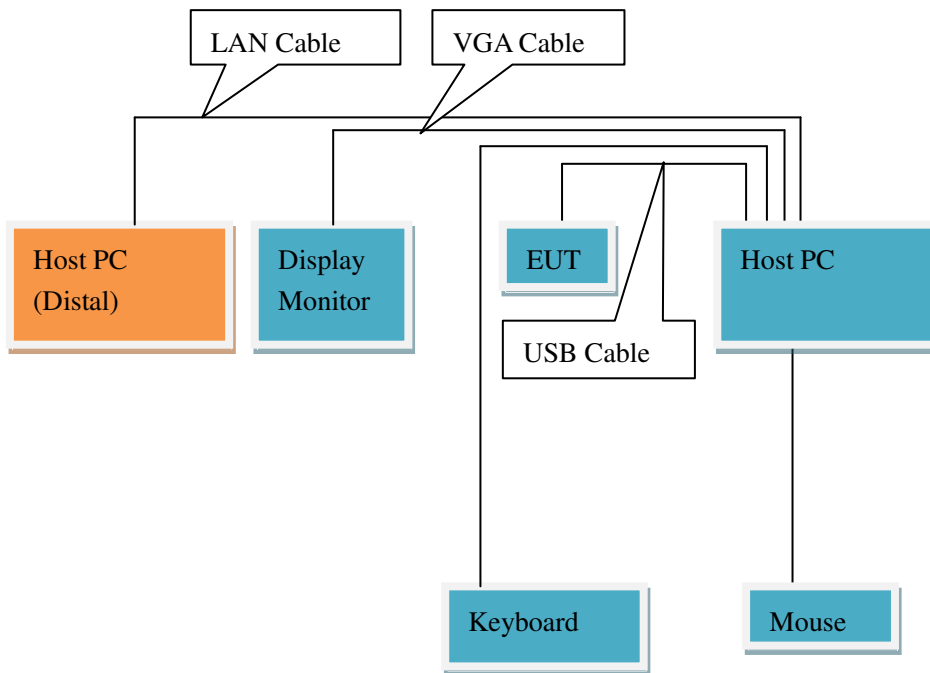 LAN Cable
VGA Cable
Host PC
(Distal)
Display
Monitor
EUT
Host PC
USB Cable
Keyboard
Mouse